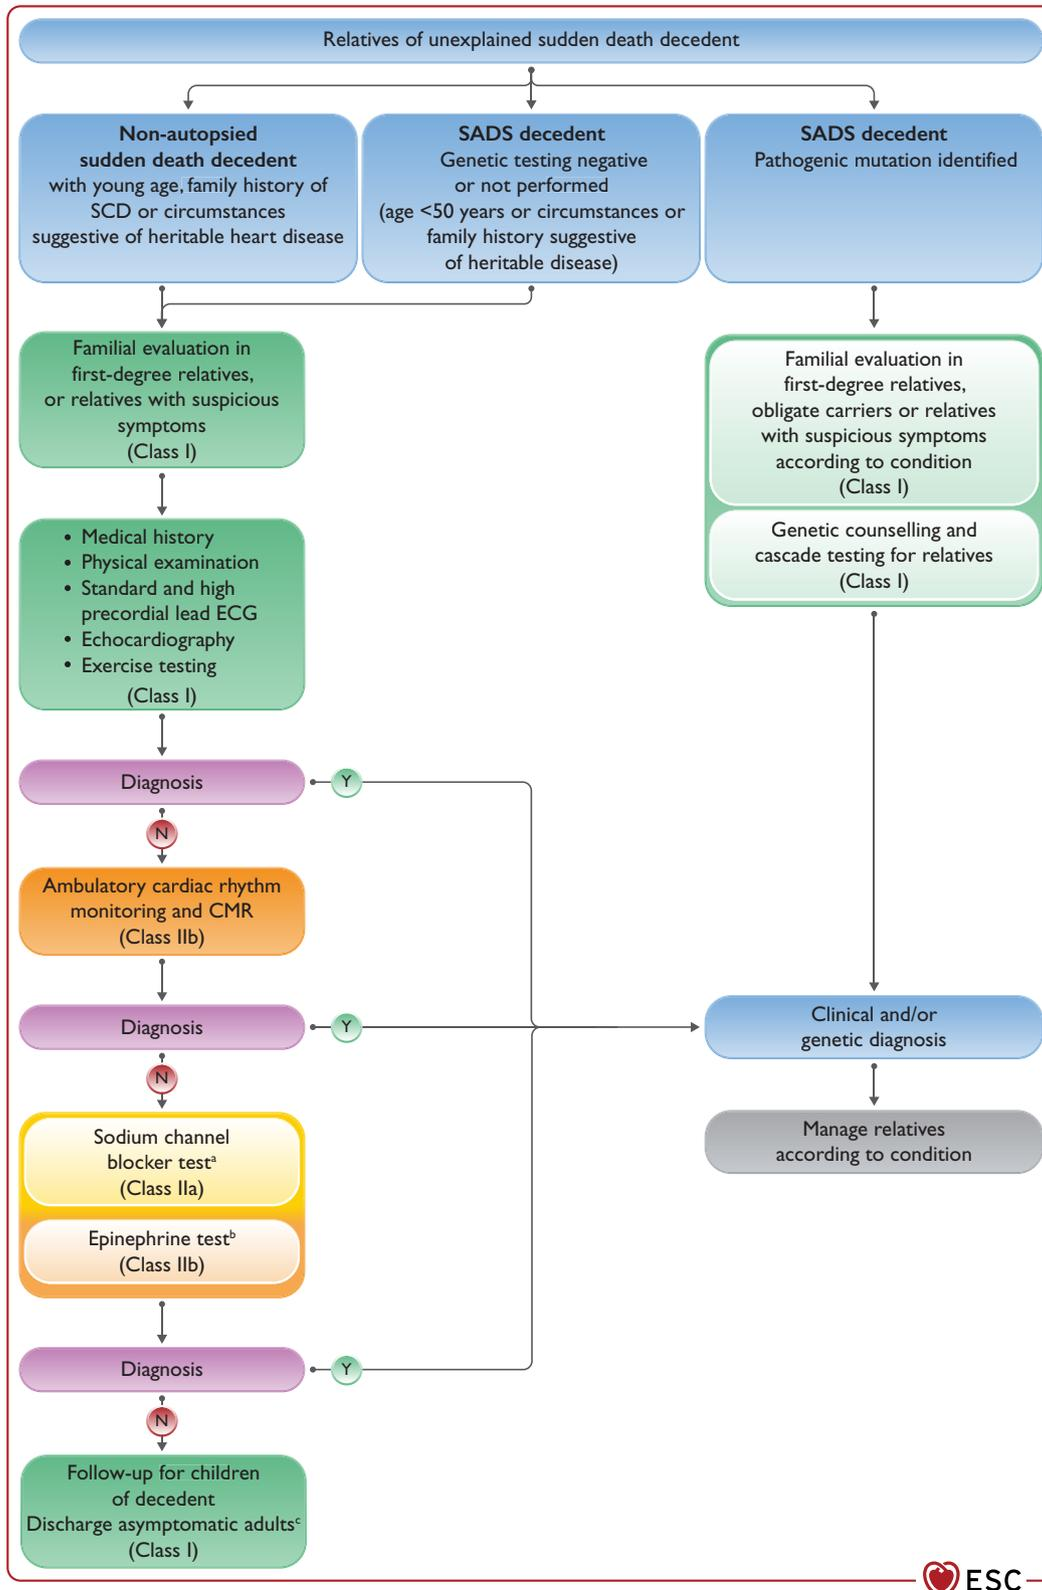 Relatives of unexplained sudden death decedent
Non-autopsied
sudden death decedent
with young age, family history of
SCD or circumstances
suggestive of heritable heart disease
SADS decedent
Genetic testing negative
or not performed
(age <50 years or circumstances or
family history suggestive
of heritable disease)
SADS decedent
Pathogenic mutation identified
Familial evaluation in
first-degree relatives,
or relatives with suspicious
symptoms
(Class I)
Familial evaluation in
first-degree relatives,
obligate carriers or relatives
with suspicious symptoms
according to condition
(Class I)
Genetic counselling and
cascade testing for relatives
(Class I)
• Medical history
• Physical examination
• Standard and high
precordial lead ECG
• Echocardiography
• Exercise testing
(Class I)
Diagnosis
Y
N
Ambulatory cardiac rhythm
monitoring and CMR
(Class IIb)
Diagnosis
Y
Clinical and/or
genetic diagnosis
N
Manage relatives
according to condition
Sodium channel
blocker testᵃ
(Class IIa)
Epinephrine testᵇ
(Class IIb)
Diagnosis
Y
N
Follow-up for children
of decedent
Discharge asymptomatic adultsᶜ
(Class I)
ESC